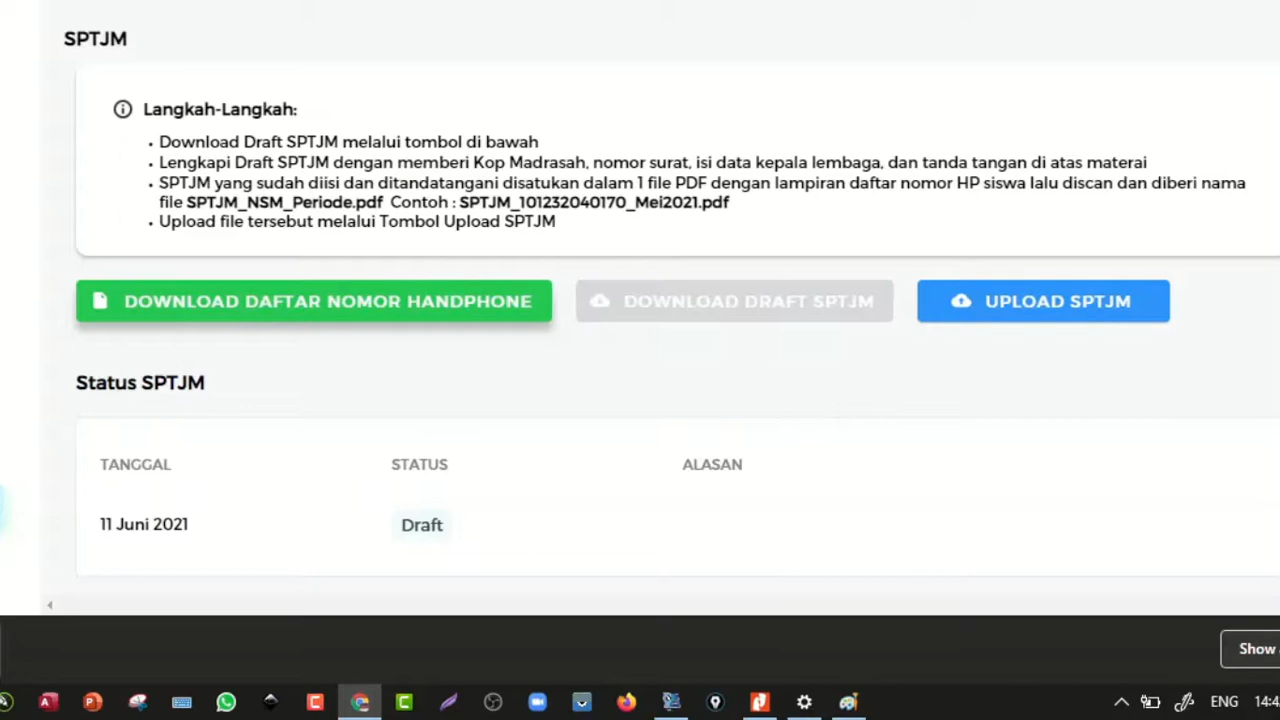 SPTJM
Langkah-Langkah:
• Download Draft SPTJM melalui tombol di bawah
• Lengkapi Draft SPTJM dengan memberi Kop Madrasah, nomor surat, isi data kepala lembaga, dan tanda tangan di atas materai
• SPTJM yang sudah diisi dan ditandatangani disatukan dalam 1 file PDF dengan lampiran daftar nomor HP siswa lalu discan dan diberi nama
file SPTJM_NSM_Periode.pdf Contoh : SPTJM_101232040170_Mei2021.pdf
• Upload file tersebut melalui Tombol Upload SPTJM
DOWNLOAD DAFTAR NOMOR HANDPHONE
DOWNLOAD DRAFT SPTJM
UPLOAD SPTJM
Status SPTJM
TANGGAL STATUS ALASAN
11 Juni 2021 Draft
Show
ENG 14:4